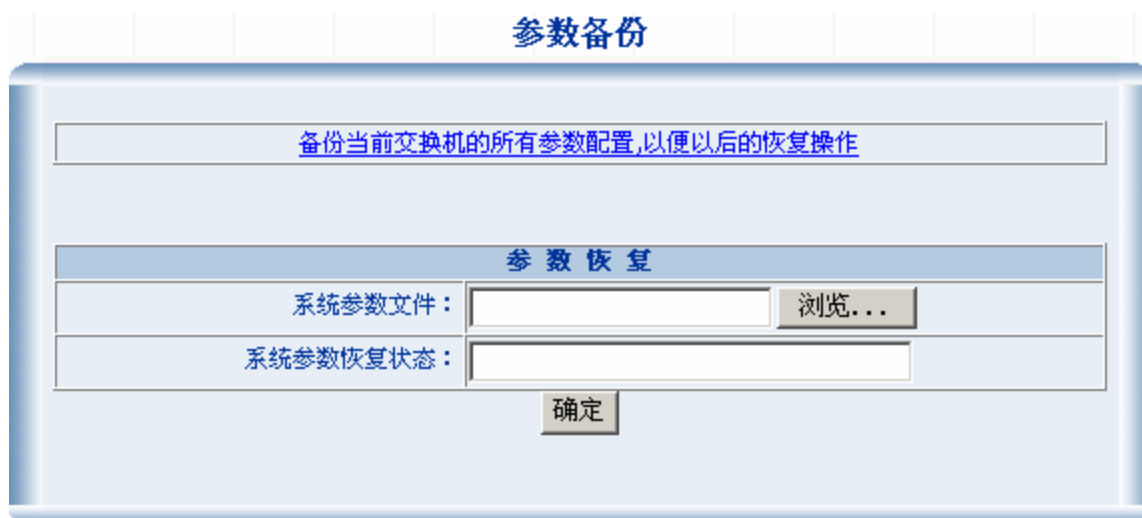 参数备份
备份当前交换机的所有参数配置,以便以后的恢复操作
参 数 恢 复
系统参数文件： 浏览...
系统参数恢复状态：
确定